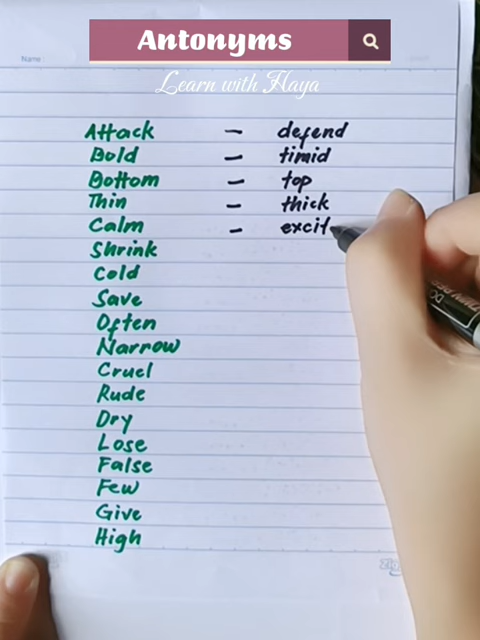 Antonyms
Learn with Haya
Name:
Attack - defend
Bold - timid
Bottom - top
Thin - thick
Calm - excit
Shrink
Cold
Save
Often
Narrow
Cruel
Rude
Dry
Lose
False
Few
Give
High